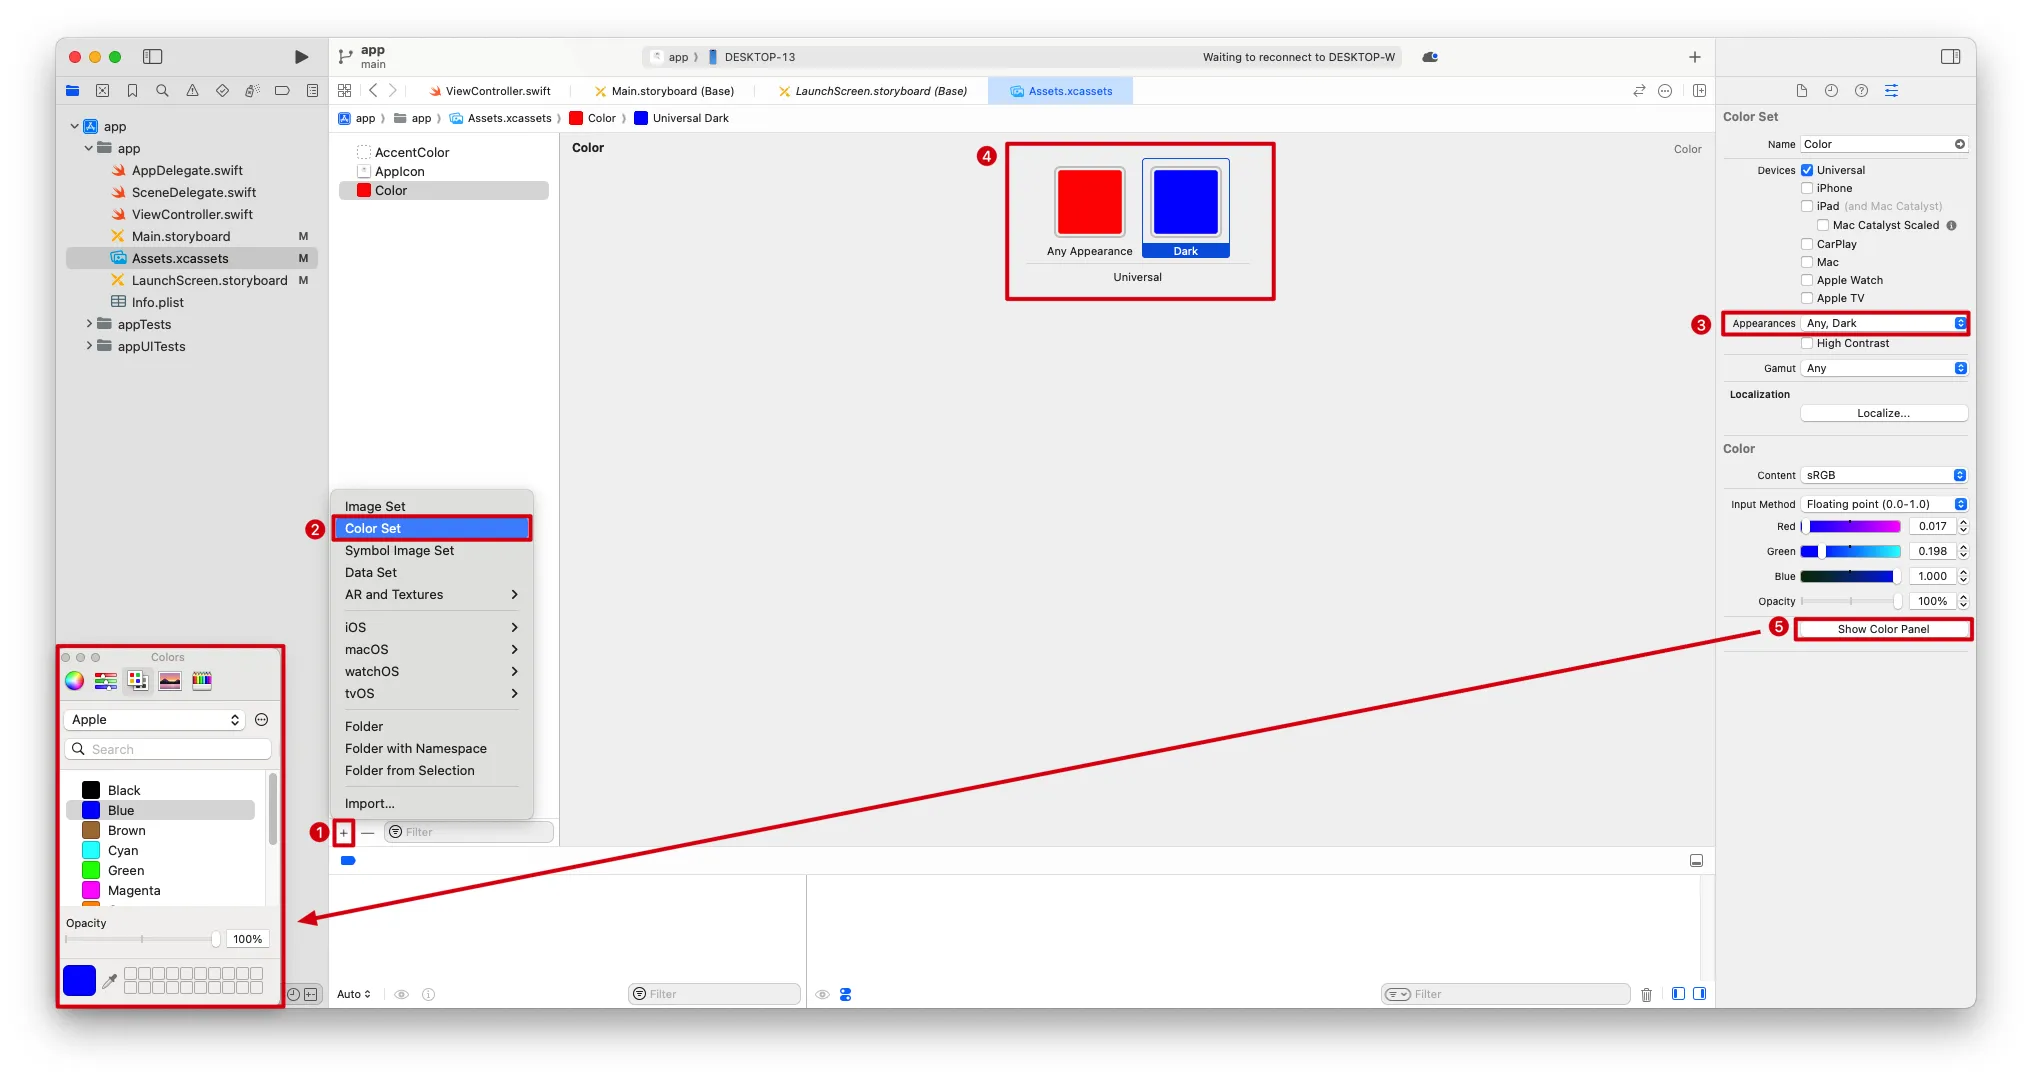 app
main
app
DESKTOP-13
Waiting to reconnect to DESKTOP-W
ViewController.swift
Main.storyboard (Base)
LaunchScreen.storyboard (Base)
Assets.xcassets
app
app
Assets.xcassets
Color
Universal Dark
app
app
AppDelegate.swift
SceneDelegate.swift
ViewController.swift
Main.storyboard M
Assets.xcassets M
LaunchScreen.storyboard M
Info.plist
appTests
appUITests
AccentColor
AppIcon
Color
Color
Color
4
Any Appearance
Dark
Universal
2
Image Set
Color Set
Symbol Image Set
Data Set
AR and Textures
iOS
macOS
watchOS
tvOS
Folder
Folder with Namespace
Folder from Selection
Import...
1
+
Filter
Colors
Apple
Search
Black
Blue
Brown
Cyan
Green
Magenta
Opacity
100%
Auto
Filter
Filter
Color Set
Name Color
Devices Universal
iPhone
iPad (and Mac Catalyst)
Mac Catalyst Scaled
CarPlay
Mac
Apple Watch
Apple TV
3
Appearances Any, Dark
High Contrast
Gamut Any
Localization
Localize...
Color
Content sRGB
Input Method Floating point (0.0-1.0)
Red 0.017
Green 0.198
Blue 1.000
Opacity 100%
5
Show Color Panel